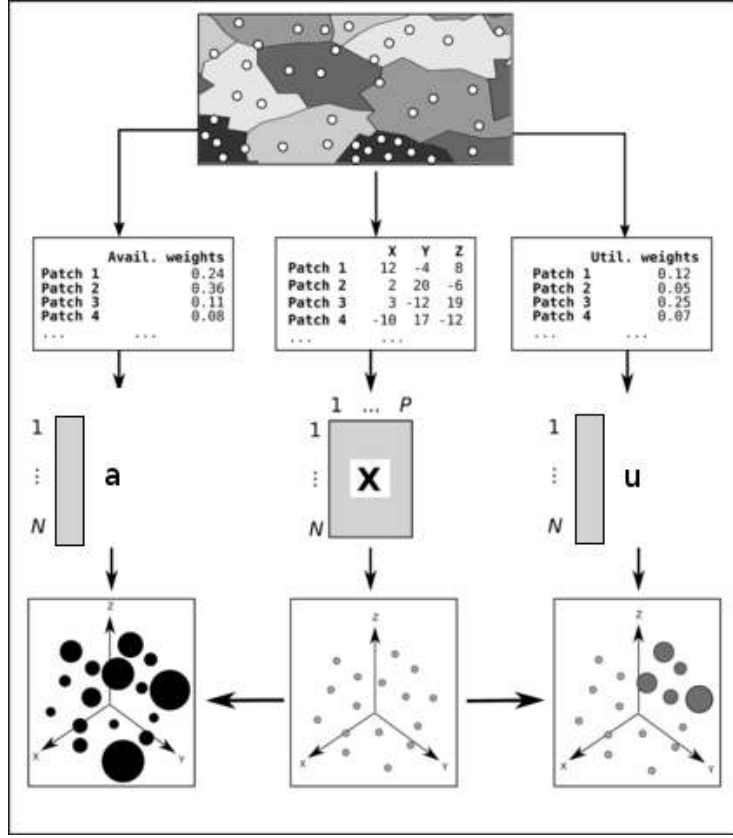 Avail. weights
Patch 1 0.24
Patch 2 0.36
Patch 3 0.11
Patch 4 0.08
... ...
X Y Z
Patch 1 12 -4 8
Patch 2 2 20 -6
Patch 3 3 -12 19
Patch 4 -10 17 -12
... ...
Util. weights
Patch 1 0.12
Patch 2 0.05
Patch 3 0.25
Patch 4 0.07
... ...
1
⋮
N
a
1 ... P
1
⋮
N
X
1
⋮
N
u
Z
X
Y
Z
X
Y
Z
X
Y